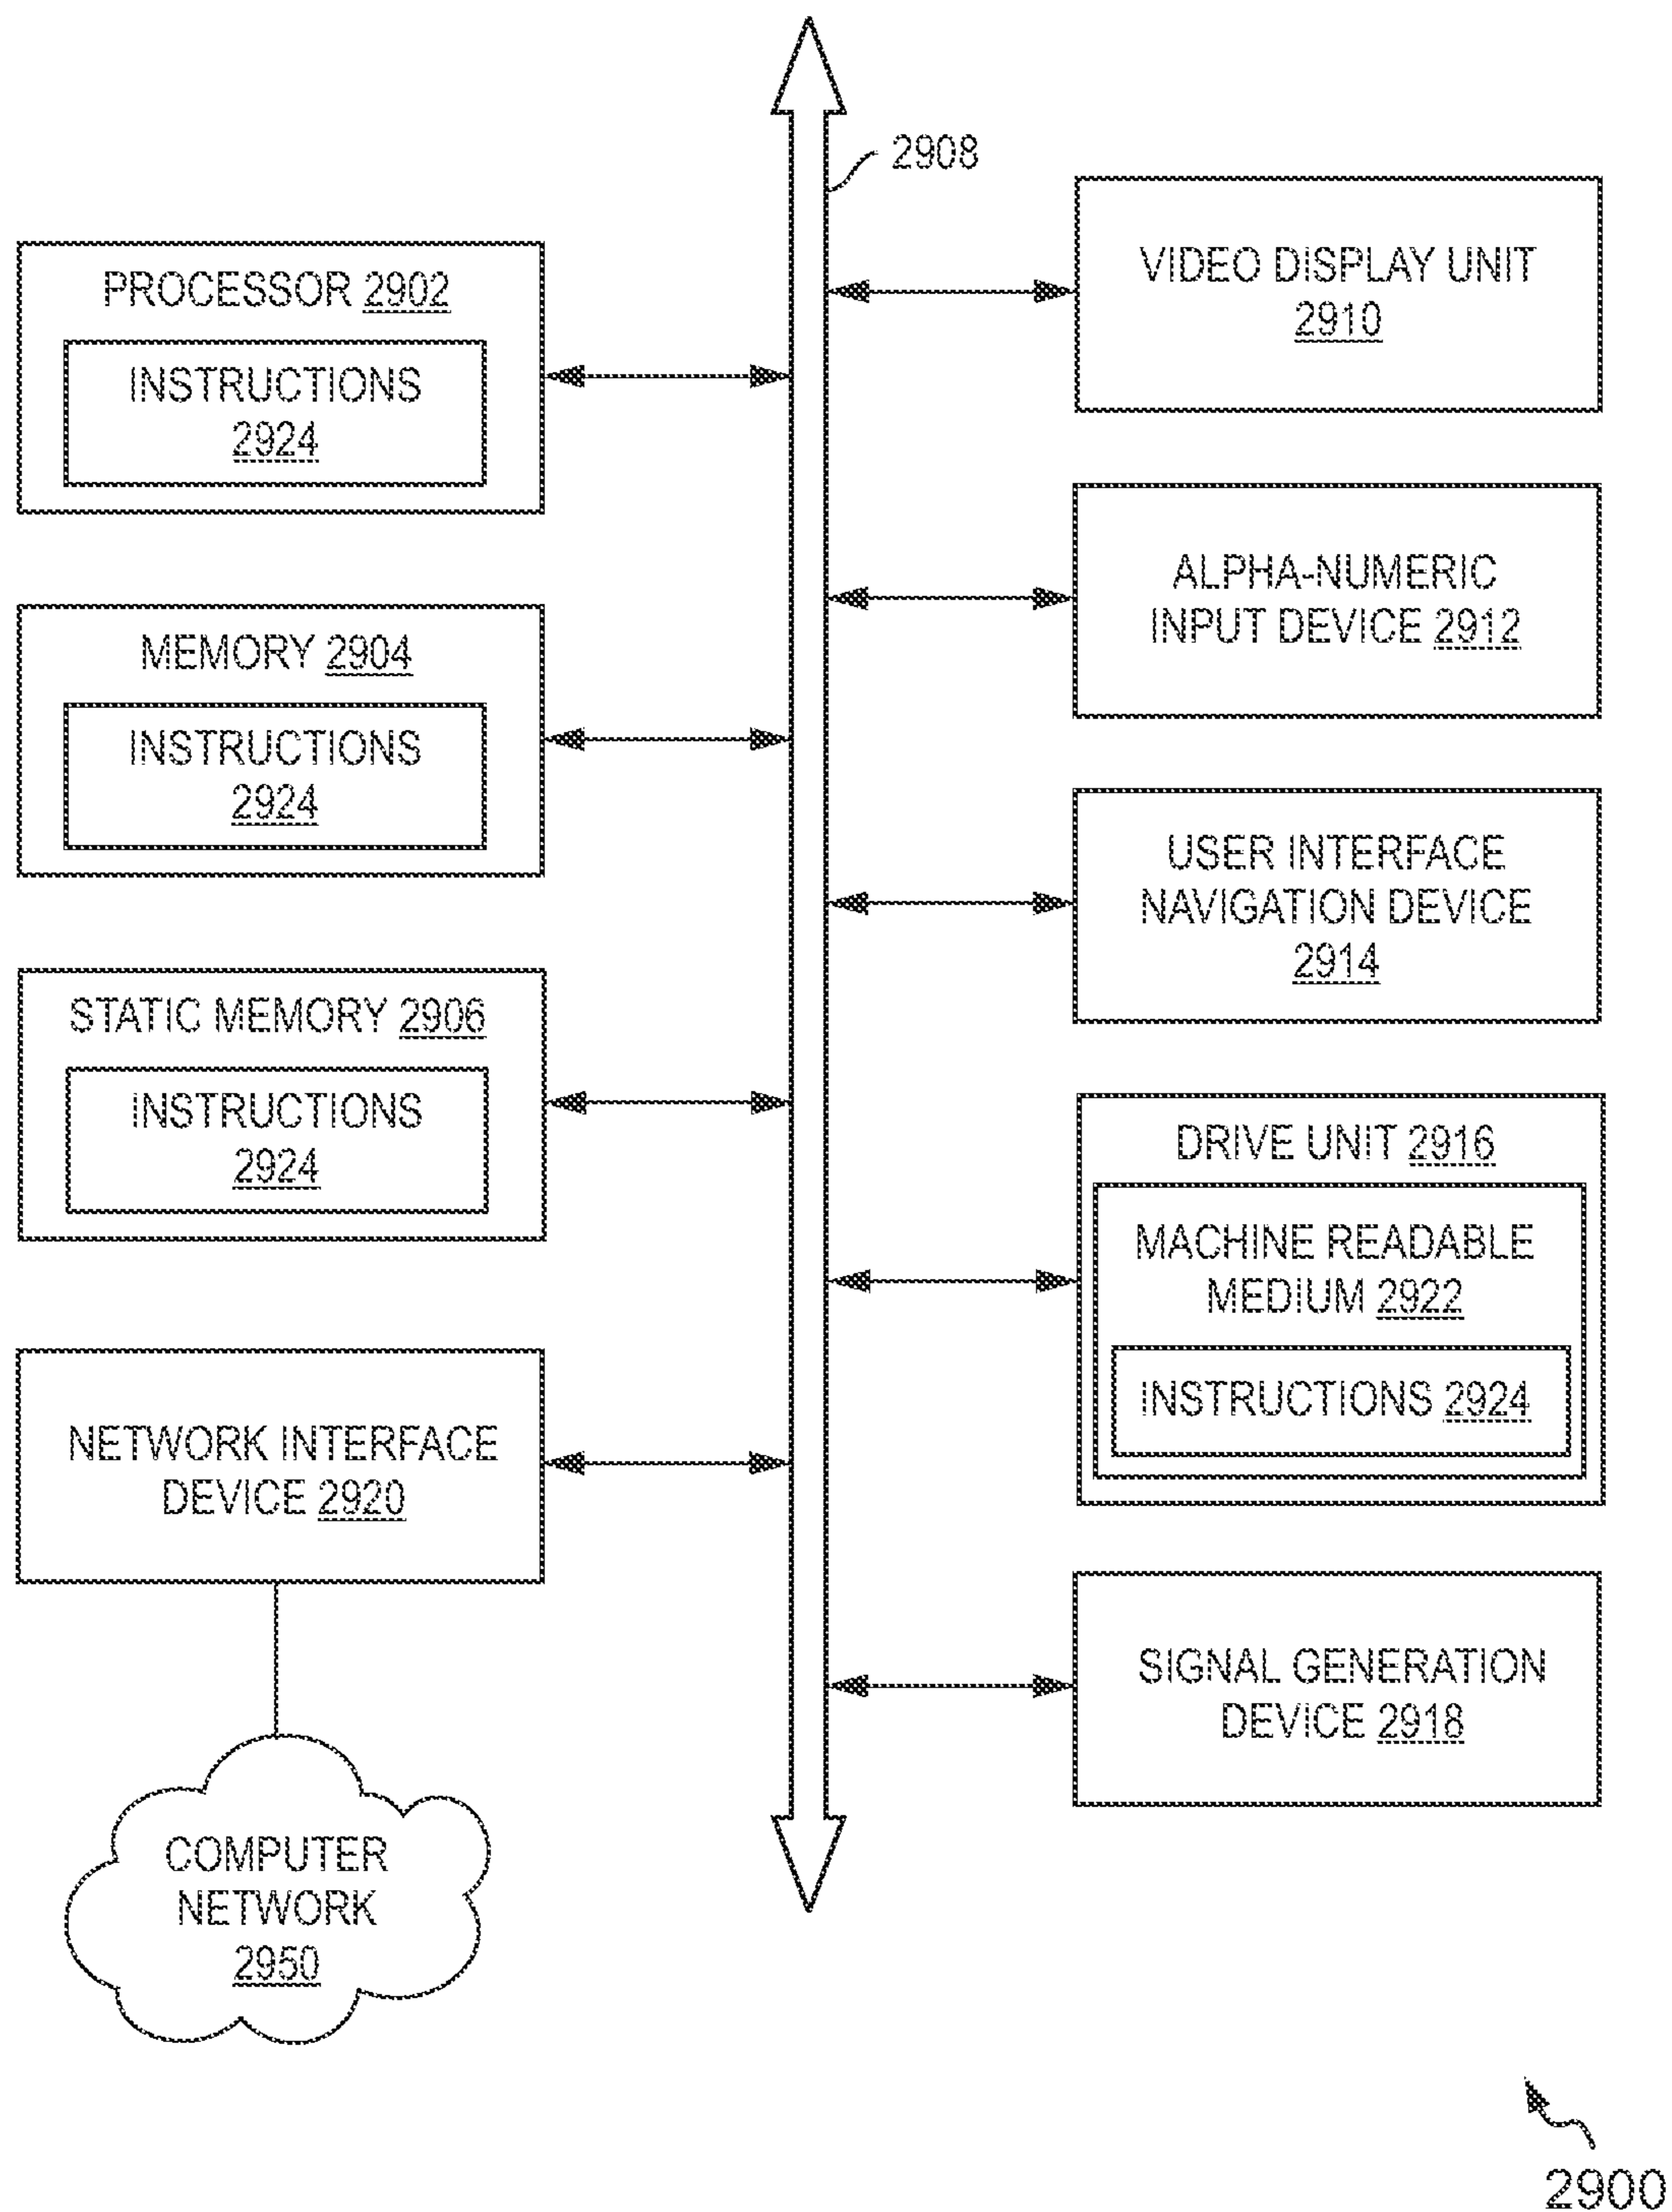 2908
PROCESSOR 2902
INSTRUCTIONS
2924
MEMORY 2904
INSTRUCTIONS
2924
STATIC MEMORY 2906
INSTRUCTIONS
2924
NETWORK INTERFACE
DEVICE 2920
COMPUTER
NETWORK
2950
VIDEO DISPLAY UNIT
2910
ALPHA-NUMERIC
INPUT DEVICE 2912
USER INTERFACE
NAVIGATION DEVICE
2914
DRIVE UNIT 2916
MACHINE READABLE
MEDIUM 2922
INSTRUCTIONS 2924
SIGNAL GENERATION
DEVICE 2918
2900